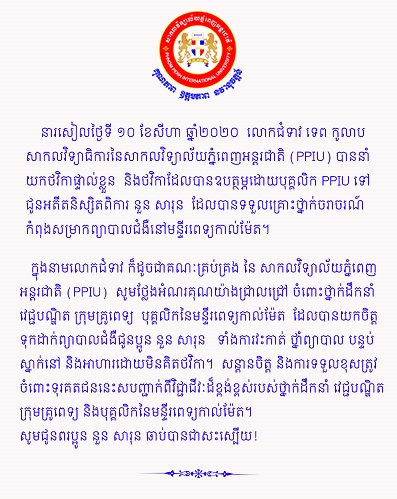 សាកលវិទ្យាល័យភ្នំពេញអន្តរជាតិ
PHNOM PENH INTERNATIONAL UNIVERSITY
គុណភាព ឧត្តមភាព
នារសៀលថ្ងៃទី ១០ ខែសីហា ឆ្នាំ២០២០ លោកជំទាវ ទេព កូលាប
សាកលវិទ្យាធិការនៃសាកលវិទ្យាល័យភ្នំពេញអន្តរជាតិ (PPIU) បាននាំ
យកថវិកាផ្ទាល់ខ្លួន និងថវិកាដែលបានឧបត្ថម្ភដោយបុគ្គលិក PPIU ទៅ
ជូនអតីតនិស្សិតពិការ នួន សារុន ដែលបានទទួលគ្រោះថ្នាក់ចរាចរណ៍
កំពុងសម្រាកព្យាបាលជំងឺនៅមន្ទីរពេទ្យកាល់ម៉ែត។
ក្នុងនាមលោកជំទាវ ក៏ដូចជាគណៈគ្រប់គ្រង នៃ សាកលវិទ្យាល័យភ្នំពេញ
អន្តរជាតិ (PPIU) សូមថ្លែងអំណរគុណយ៉ាងជ្រាលជ្រៅ ចំពោះថ្នាក់ដឹកនាំ
វេជ្ជបណ្ឌិត ក្រុមគ្រូពេទ្យ បុគ្គលិកនៃមន្ទីរពេទ្យកាល់ម៉ែត ដែលបានយកចិត្ត
ទុកដាក់ព្យាបាលជំងឺជូនប្អូន នួន សារុន ទាំងការវះកាត់ ថ្នាំព្យាបាល បន្ទប់
ស្នាក់នៅ និងអាហារដោយមិនគិតថវិកា។ សន្តានចិត្ត និងការទទួលខុសត្រូវ
ចំពោះទុរគតជននេះសបញ្ជាក់ពីវិជ្ជាជីវៈដ៏ខ្ពង់ខ្ពស់របស់ថ្នាក់ដឹកនាំ វេជ្ជបណ្ឌិត
ក្រុមគ្រូពេទ្យ និងបុគ្គលិកនៃមន្ទីរពេទ្យកាល់ម៉ែត។
សូមជូនពរប្អូន នួន សារុន ឆាប់បានជាសះស្បើយ!